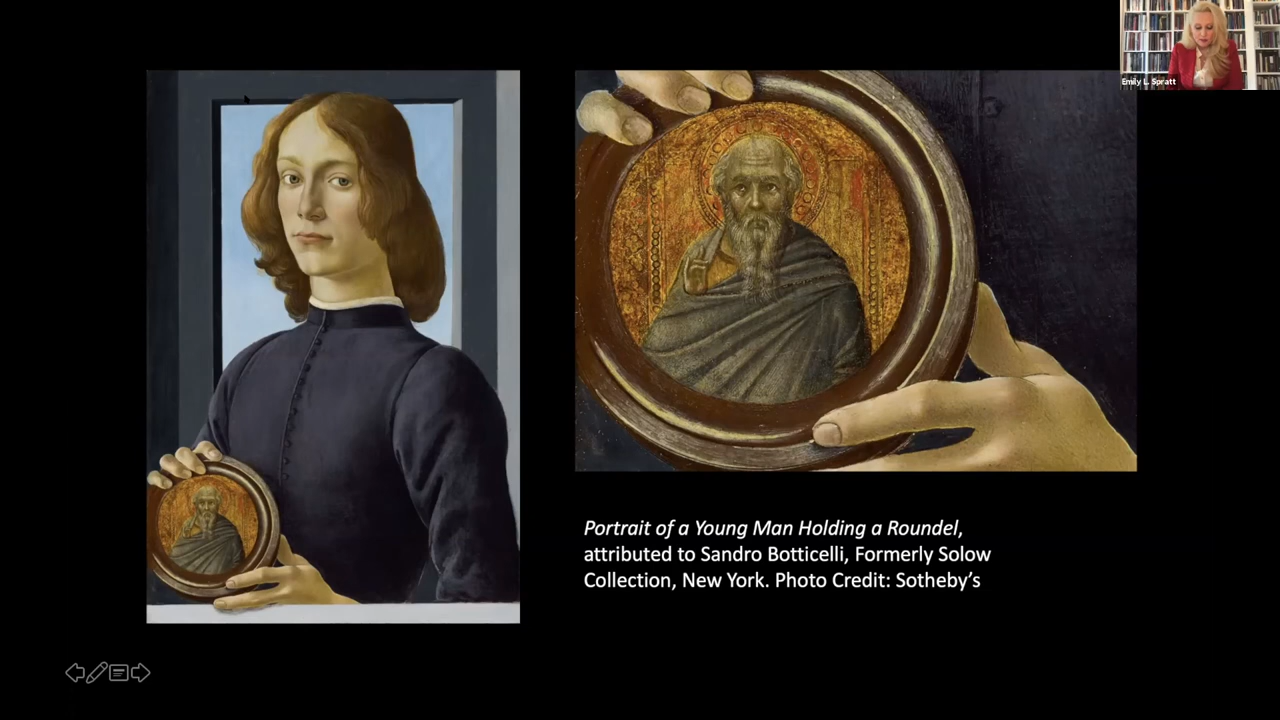 Emily L. Spratt
Portrait of a Young Man Holding a Roundel,
attributed to Sandro Botticelli, Formerly Solow
Collection, New York. Photo Credit: Sotheby’s